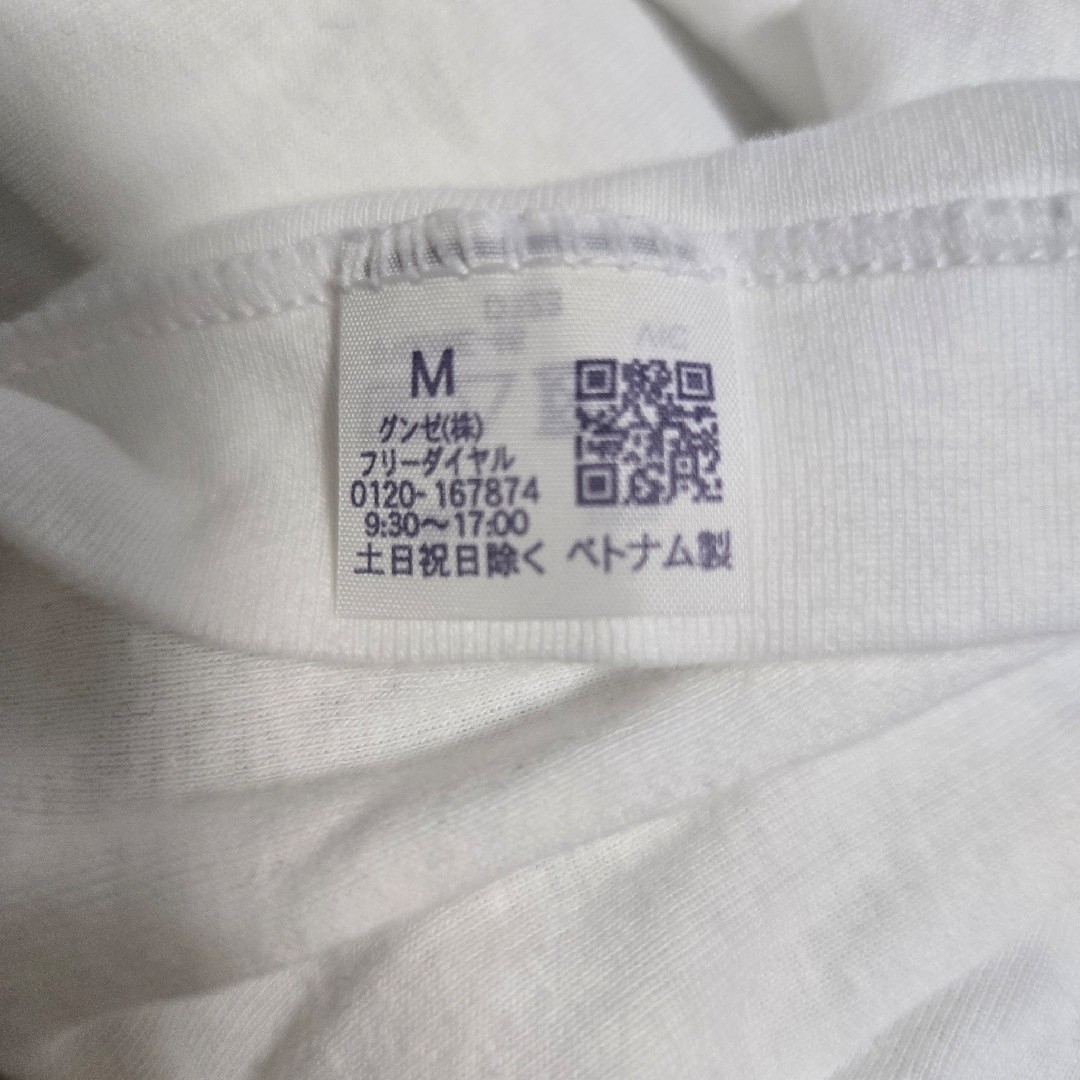 M
グンゼ(株)
フリーダイヤル
0120-167874
9:30～17:00
土日祝日除く ベトナム製